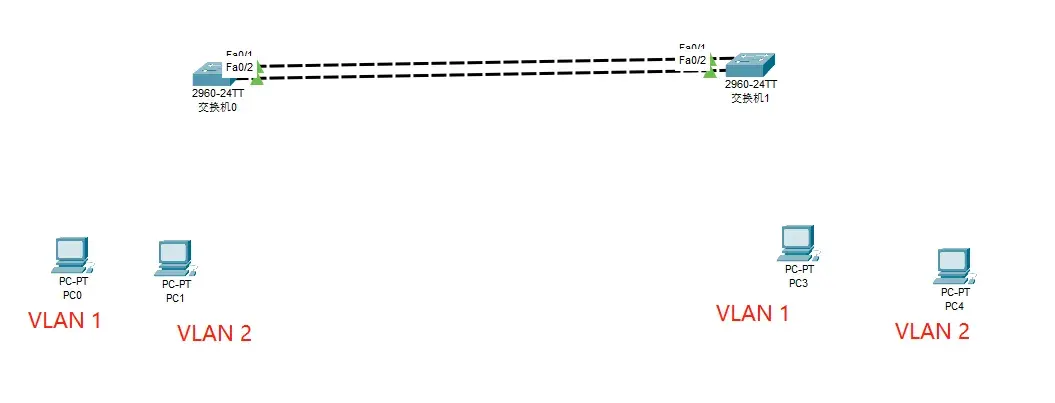 Fa0/1
Fa0/2
2960-24TT
交换机0
Fa0/1
Fa0/2
2960-24TT
交换机1
PC-PT
PC0
VLAN 1
PC-PT
PC1
VLAN 2
PC-PT
PC3
VLAN 1
PC-PT
PC4
VLAN 2